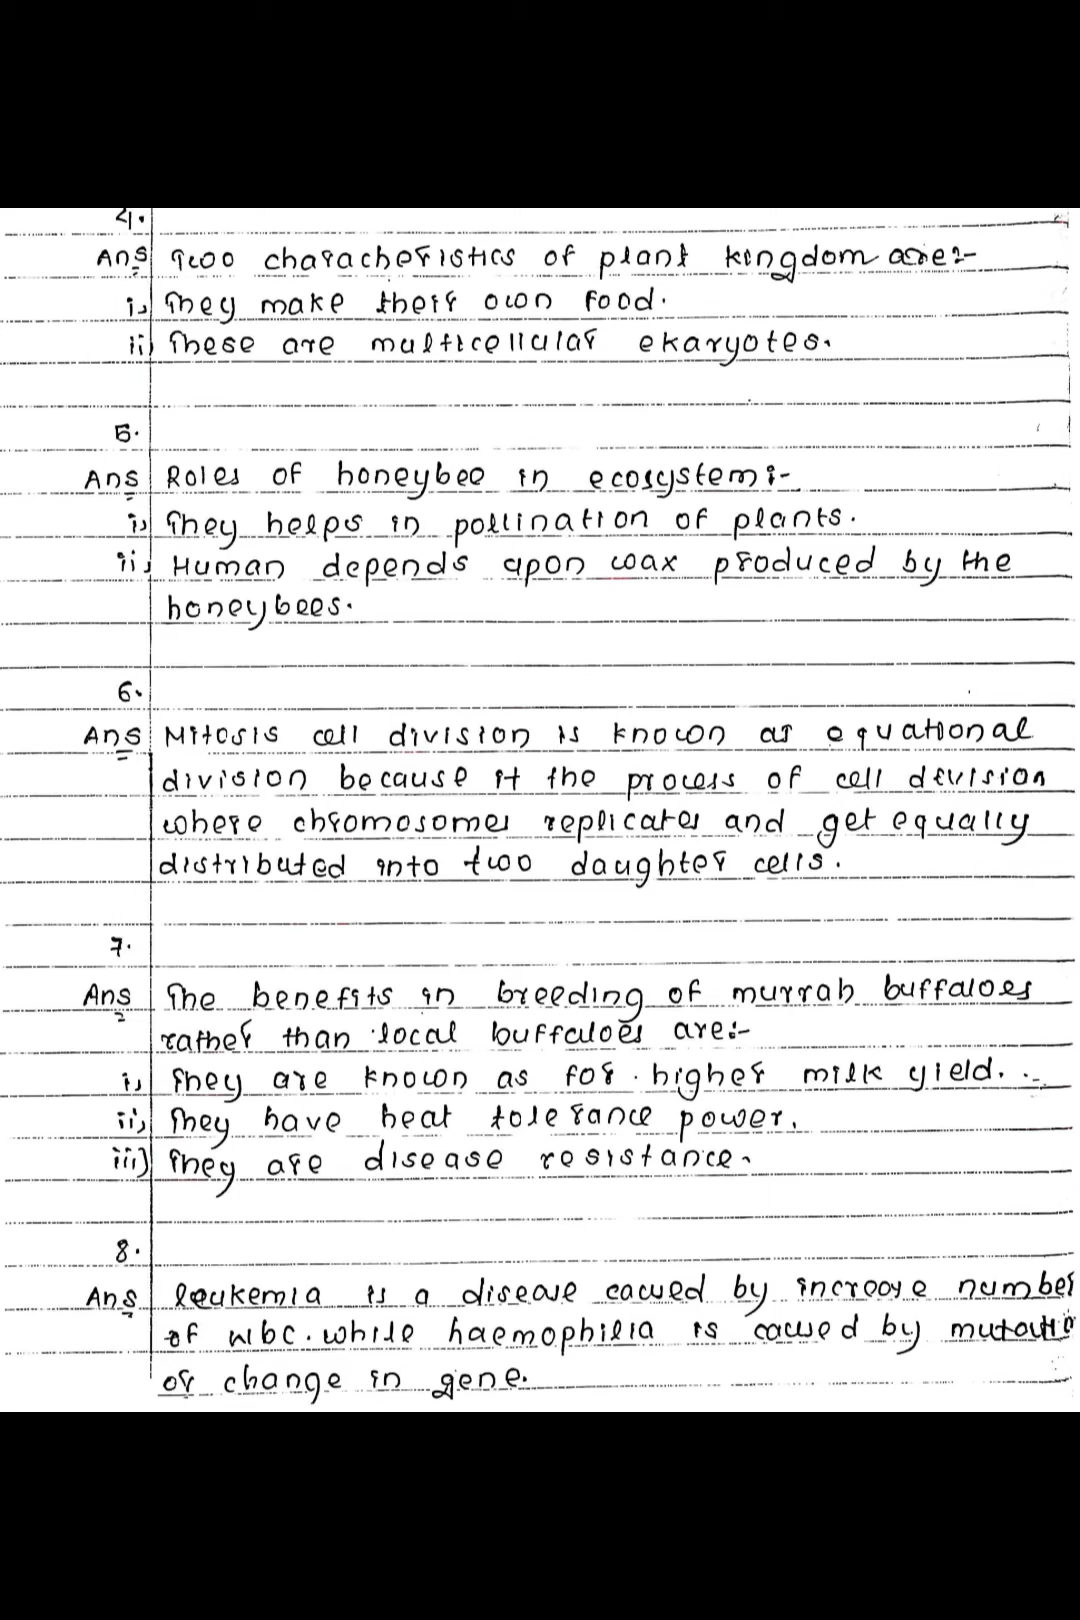 4.
Ans Two characheristics of plant kingdom are:-
i) They make their own food.
ii) These are multicellular ekaryotes.
5.
Ans Roles of honeybee in ecosystem:-
i) They helps in pollination of plants.
ii) Human depends upon wax produced by the
honeybees.
6.
Ans Mitosis cell division is known as equational
division because it the process of cell division
where chromosomes replicates and get equally
distributed into two daughter cells.
7.
Ans The benefits in breeding of murrah buffaloes
rather than local buffaloes are:-
i) They are known as for higher milk yield.
ii) They have heat tolerance power.
iii) They are disease resistance.
8.
Ans leukemia is a disease caused by increase number
of wbc. while haemophilia is caused by mutatio
or change in gene.